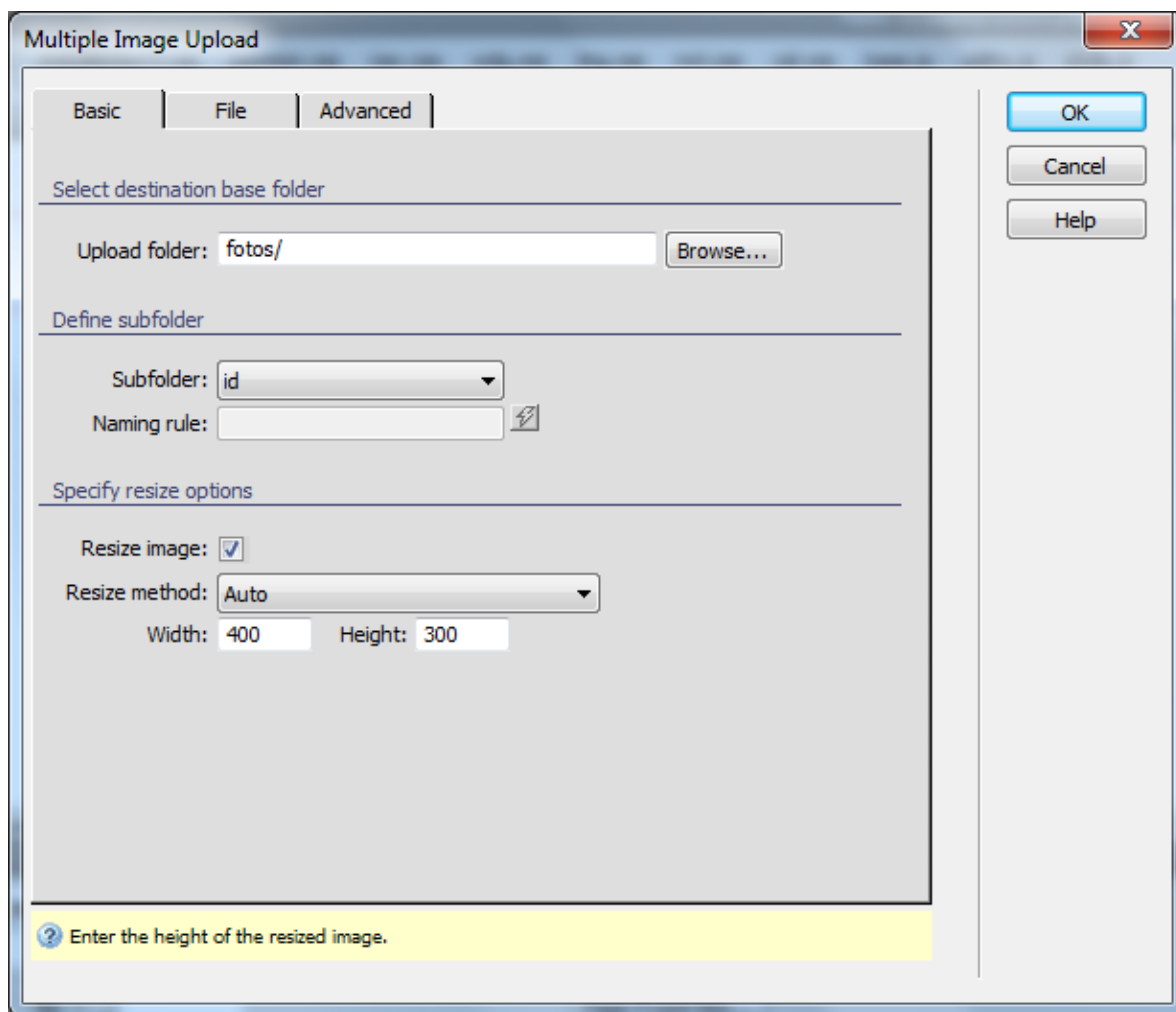 Multiple Image Upload
X
Basic File Advanced
OK
Cancel
Help
Select destination base folder
Upload folder: fotos/ Browse...
Define subfolder
Subfolder: id
Naming rule:
Specify resize options
Resize image:
Resize method: Auto
Width: 400 Height: 300
? Enter the height of the resized image.